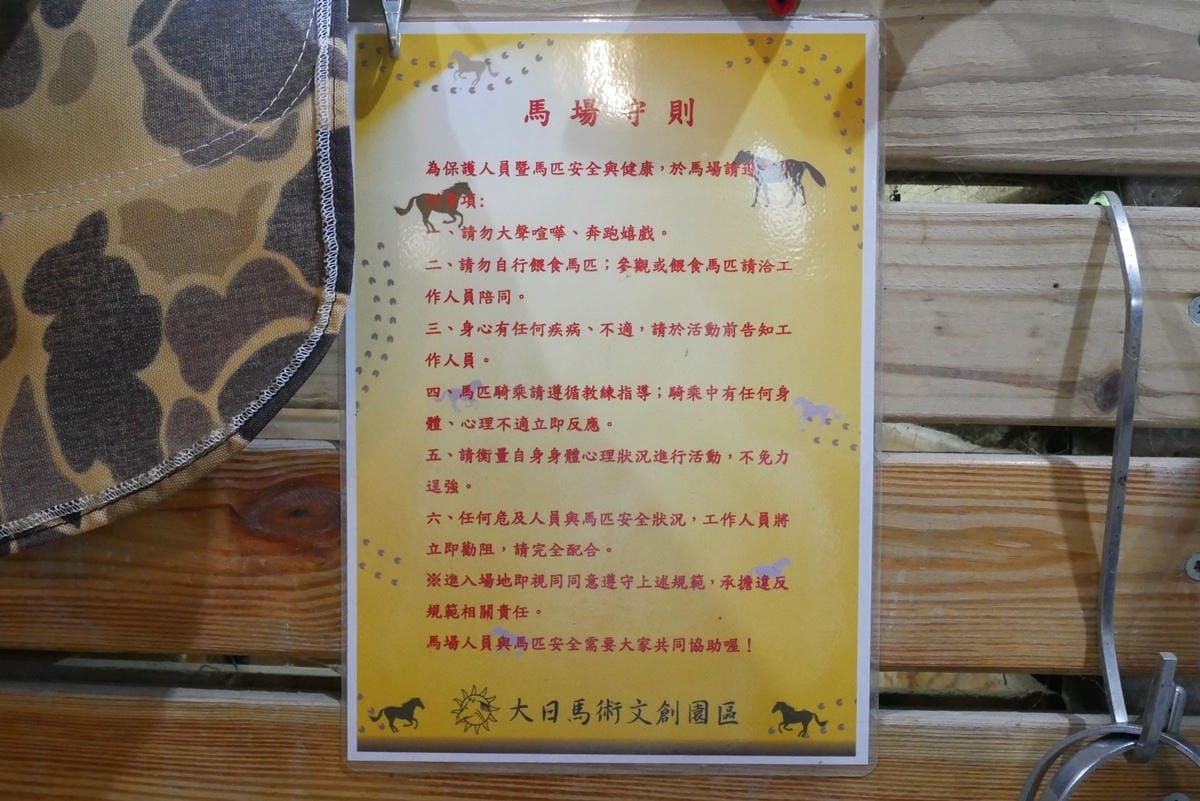 馬場守則
為保護人員暨馬匹安全與健康，於馬場請遵
事項：
一、請勿大聲喧嘩、奔跑嬉戲。
二、請勿自行餵食馬匹；參觀或餵食馬匹請洽工
作人員陪同。
三、身心有任何疾病、不適，請於活動前告知工
作人員。
四、馬匹騎乘請遵循教練指導；騎乘中有任何身
體、心理不適立即反應。
五、請衡量自身身體心理狀況進行活動，不免力
逞強。
六、任何危及人員與馬匹安全狀況，工作人員將
立即勸阻，請完全配合。
※進入場地即視同同意遵守上述規範，承擔違反
規範相關責任。
馬場人員與馬匹安全需要大家共同協助喔！
大日馬術文創園區